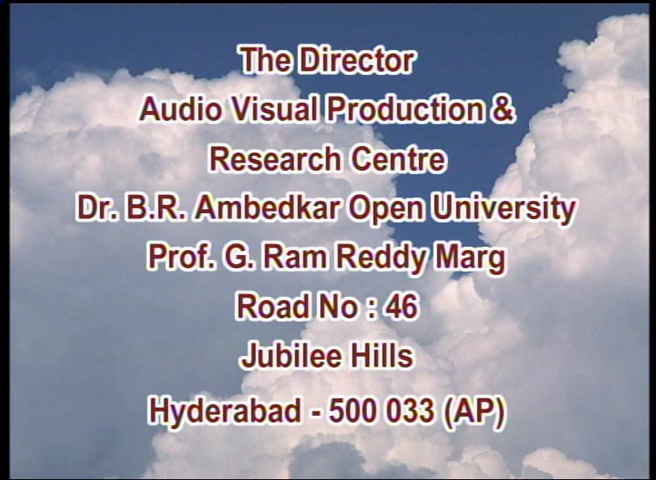 The Director
Audio Visual Production &
Research Centre
Dr. B.R. Ambedkar Open University
Prof. G. Ram Reddy Marg
Road No : 46
Jubilee Hills
Hyderabad - 500 033 (AP)